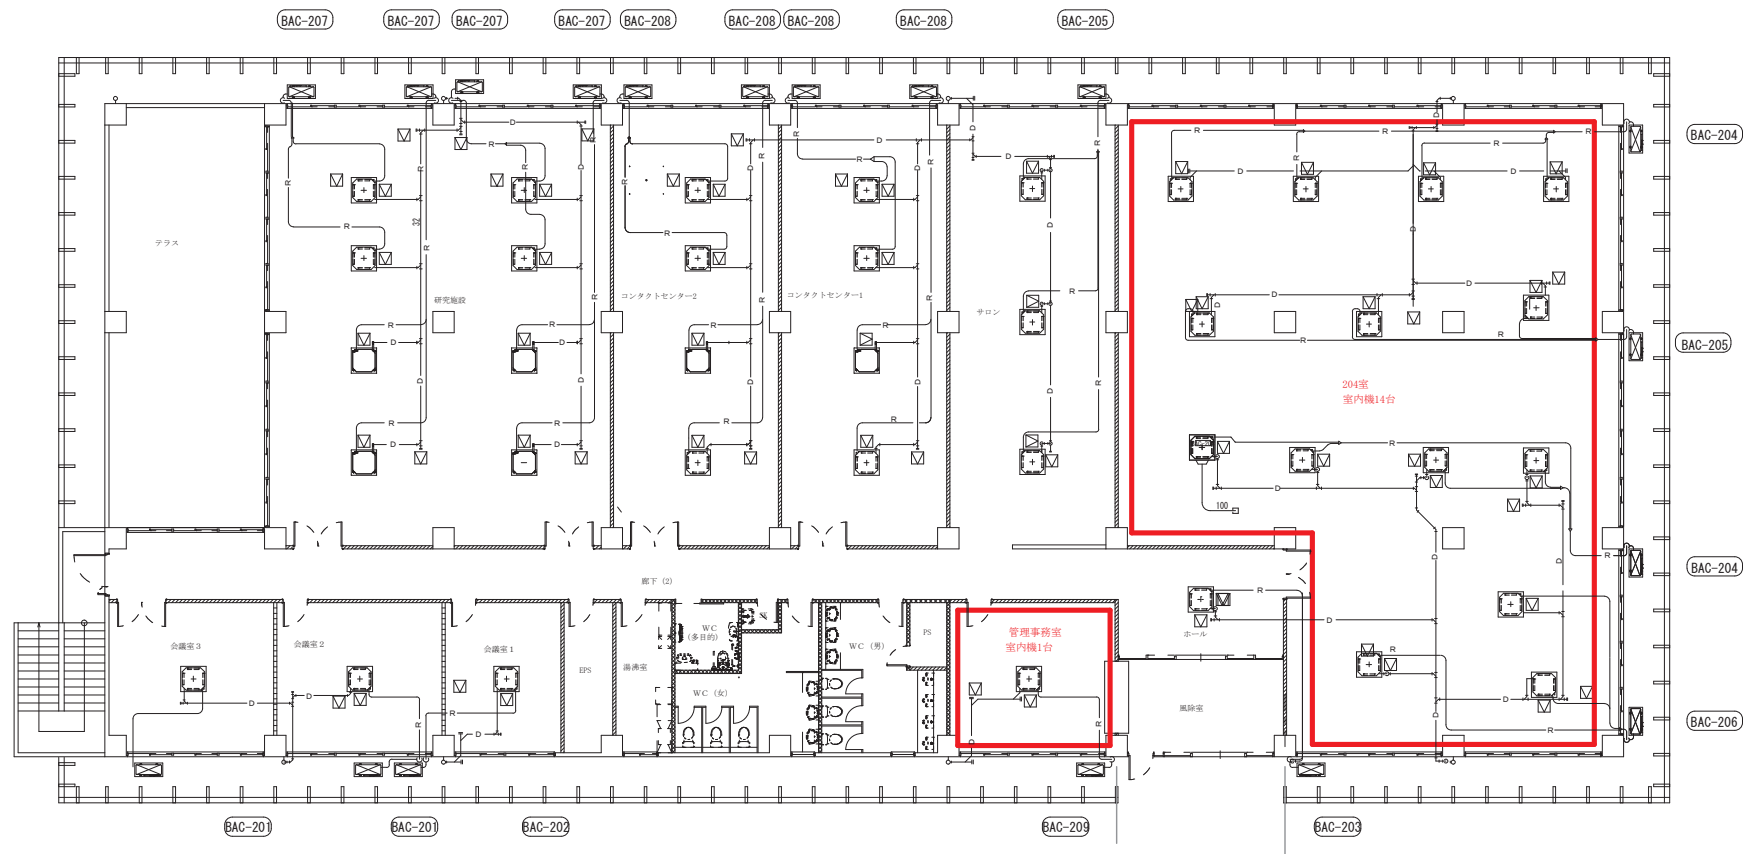 BAC-207
BAC-207
BAC-207
BAC-207
BAC-208
BAC-208
BAC-208
BAC-208
BAC-205
BAC-204
BAC-205
BAC-204
BAC-206
テラス
研究施設
コンタクトセンター2
コンタクトセンター1
サロン
204室
室内機14台
32
100
廊下 (2)
会議室3
会議室2
会議室1
EPS
湯沸室
WC
(多目的)
SK
WC (女)
WC (男)
PS
管理事務室
室内機1台
ホール
風除室
BAC-201
BAC-201
BAC-202
BAC-209
BAC-203
R
D